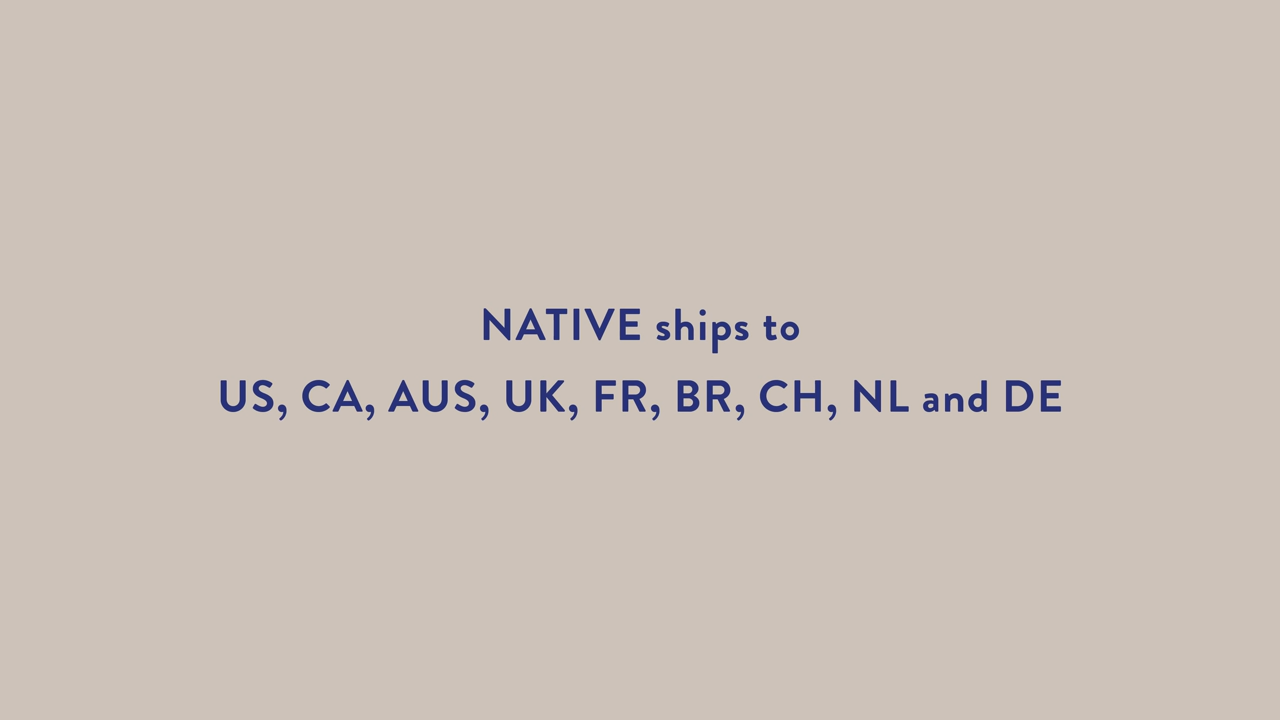 NATIVE ships to
US, CA, AUS, UK, FR, BR, CH, NL and DE